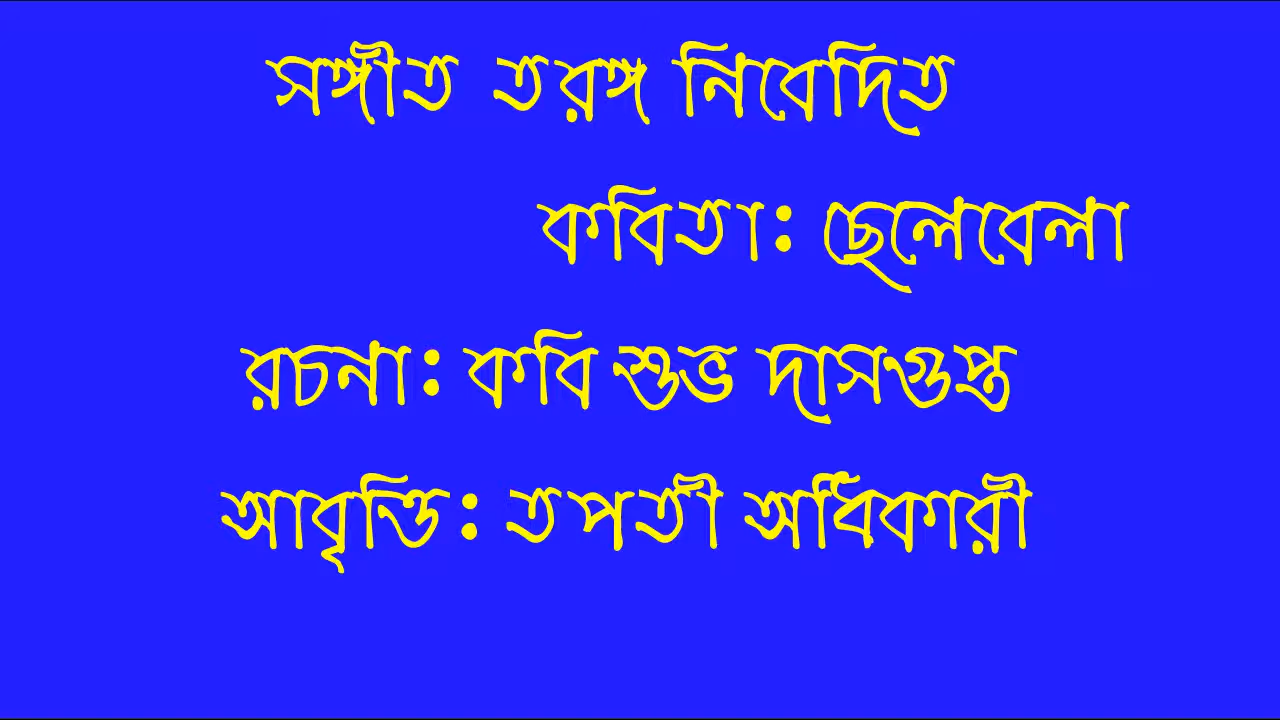 সঙ্গীত তরঙ্গ নিবেদিত
কবিতা: ছেলেবেলা
রচনা: কবি শুভ দাসগুপ্ত
আবৃত্তি: তপতী অধিকারী